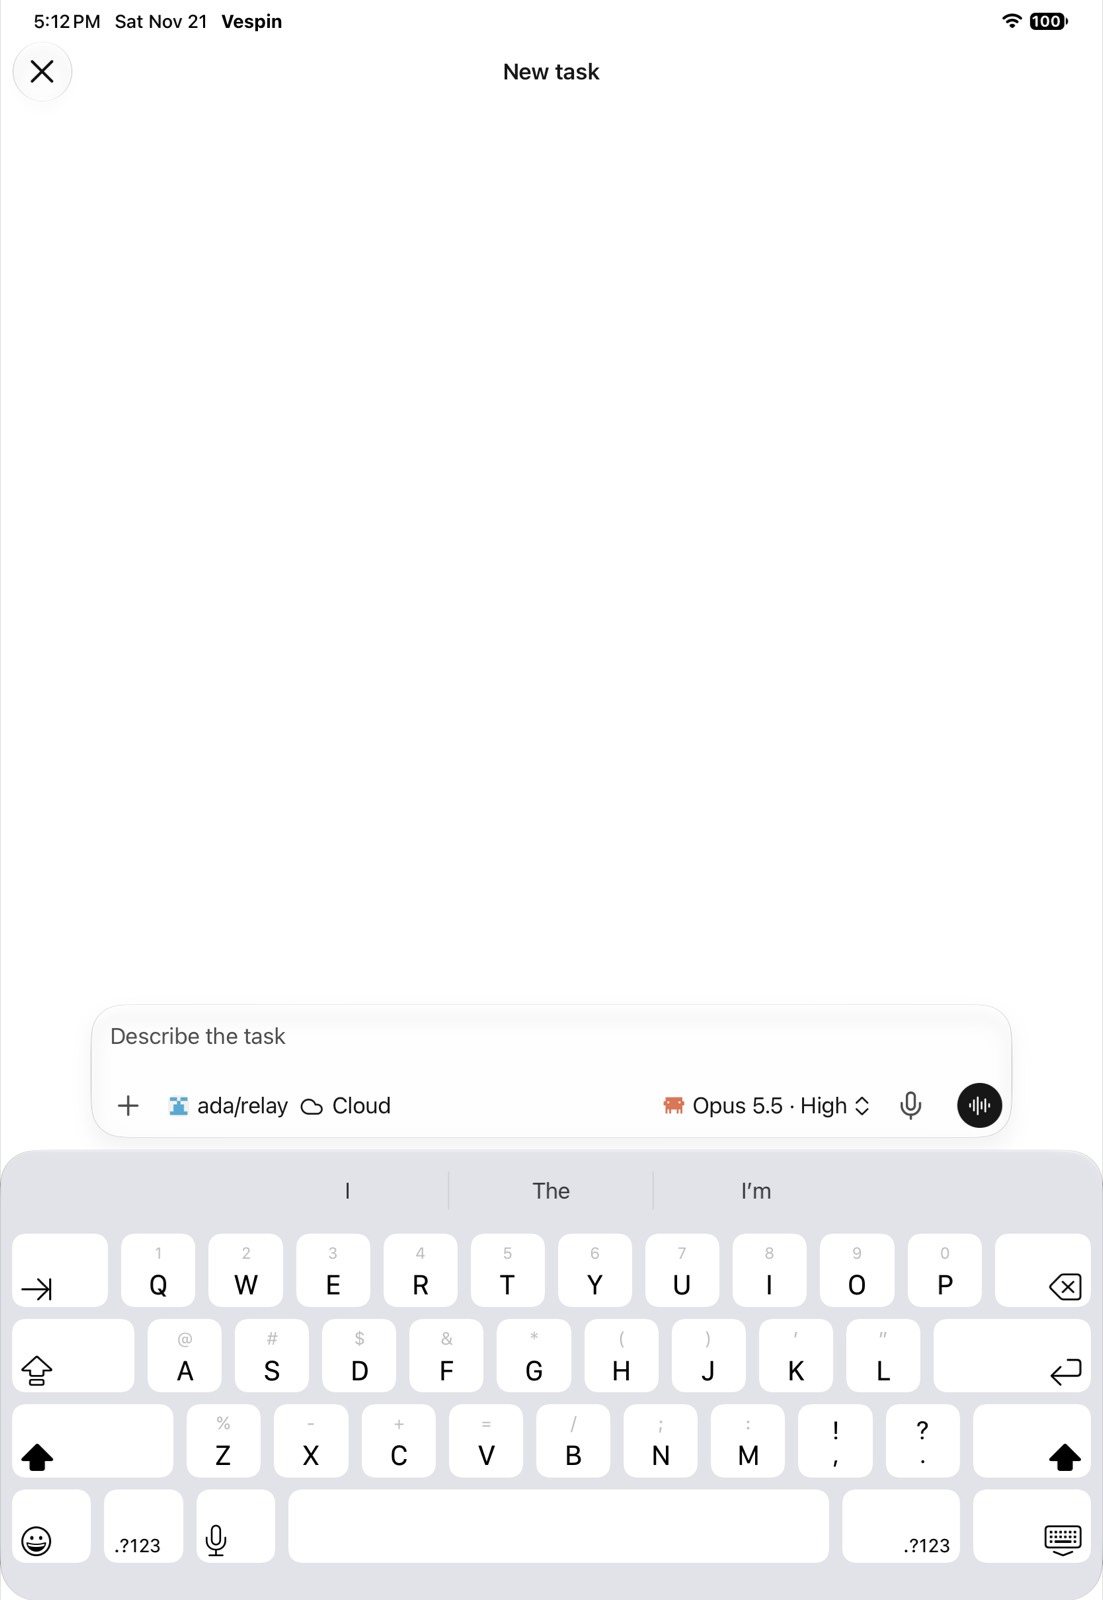 5:12 PM Sat Nov 21 Vespin 100
New task
Describe the task
ada/relay Cloud Opus 5.5 · High
I The I'm
1 2 3 4 5 6 7 8 9 0
Q W E R T Y U I O P
@ # $ & * ( ) ' "
A S D F G H J K L
% - + = / ; : ! ?
Z X C V B N M , .
.?123 .?123